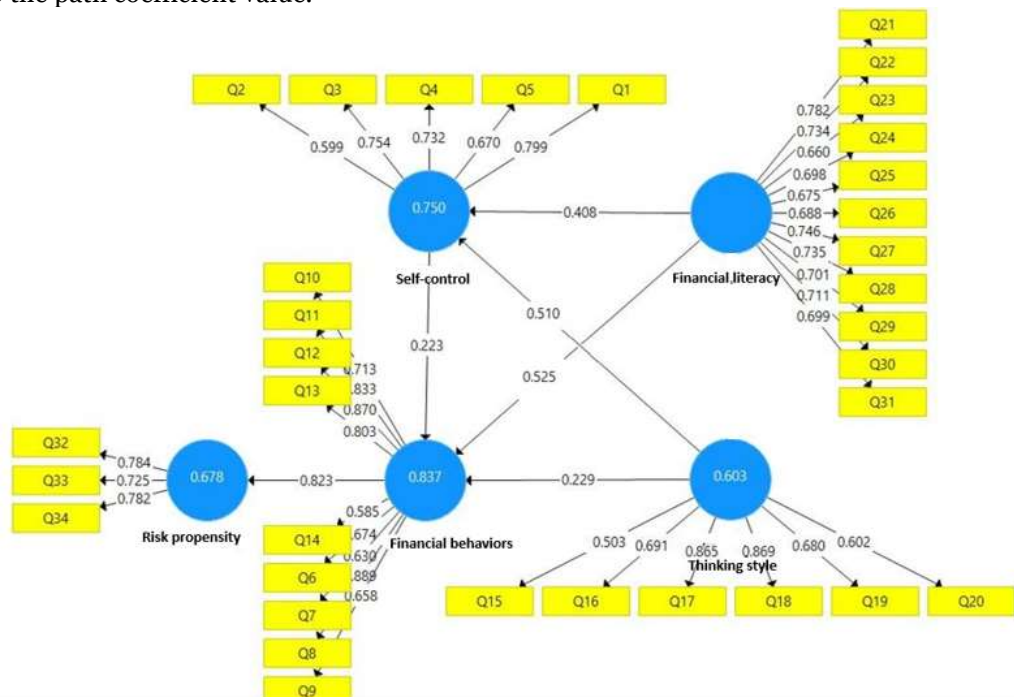 the path coefficient value.
Q21
Q2 Q3 Q4 Q5 Q1
Q22
Q23
Q24
Q25
Q26
Q27
Q28
Q29
Q30
Q31
0.599 0.754 0.732 0.670 0.799
0.782
0.734
0.660
0.698
0.675
0.688
0.746
0.735
0.701
0.711
0.699
0.750
0.408
Self-control
Financial literacy
0.510
0.223
0.525
Q10
Q11
Q12
Q13
0.713
0.833
0.870
0.803
Q32
Q33
Q34
0.784
0.725
0.782
0.678
0.823
0.837
0.229
0.603
Risk propensity
Financial behaviors
Thinking style
0.585
0.674
0.630
0.889
0.658
Q14
Q6
Q7
Q8
Q9
0.503 0.691 0.865 0.869 0.680 0.602
Q15 Q16 Q17 Q18 Q19 Q20